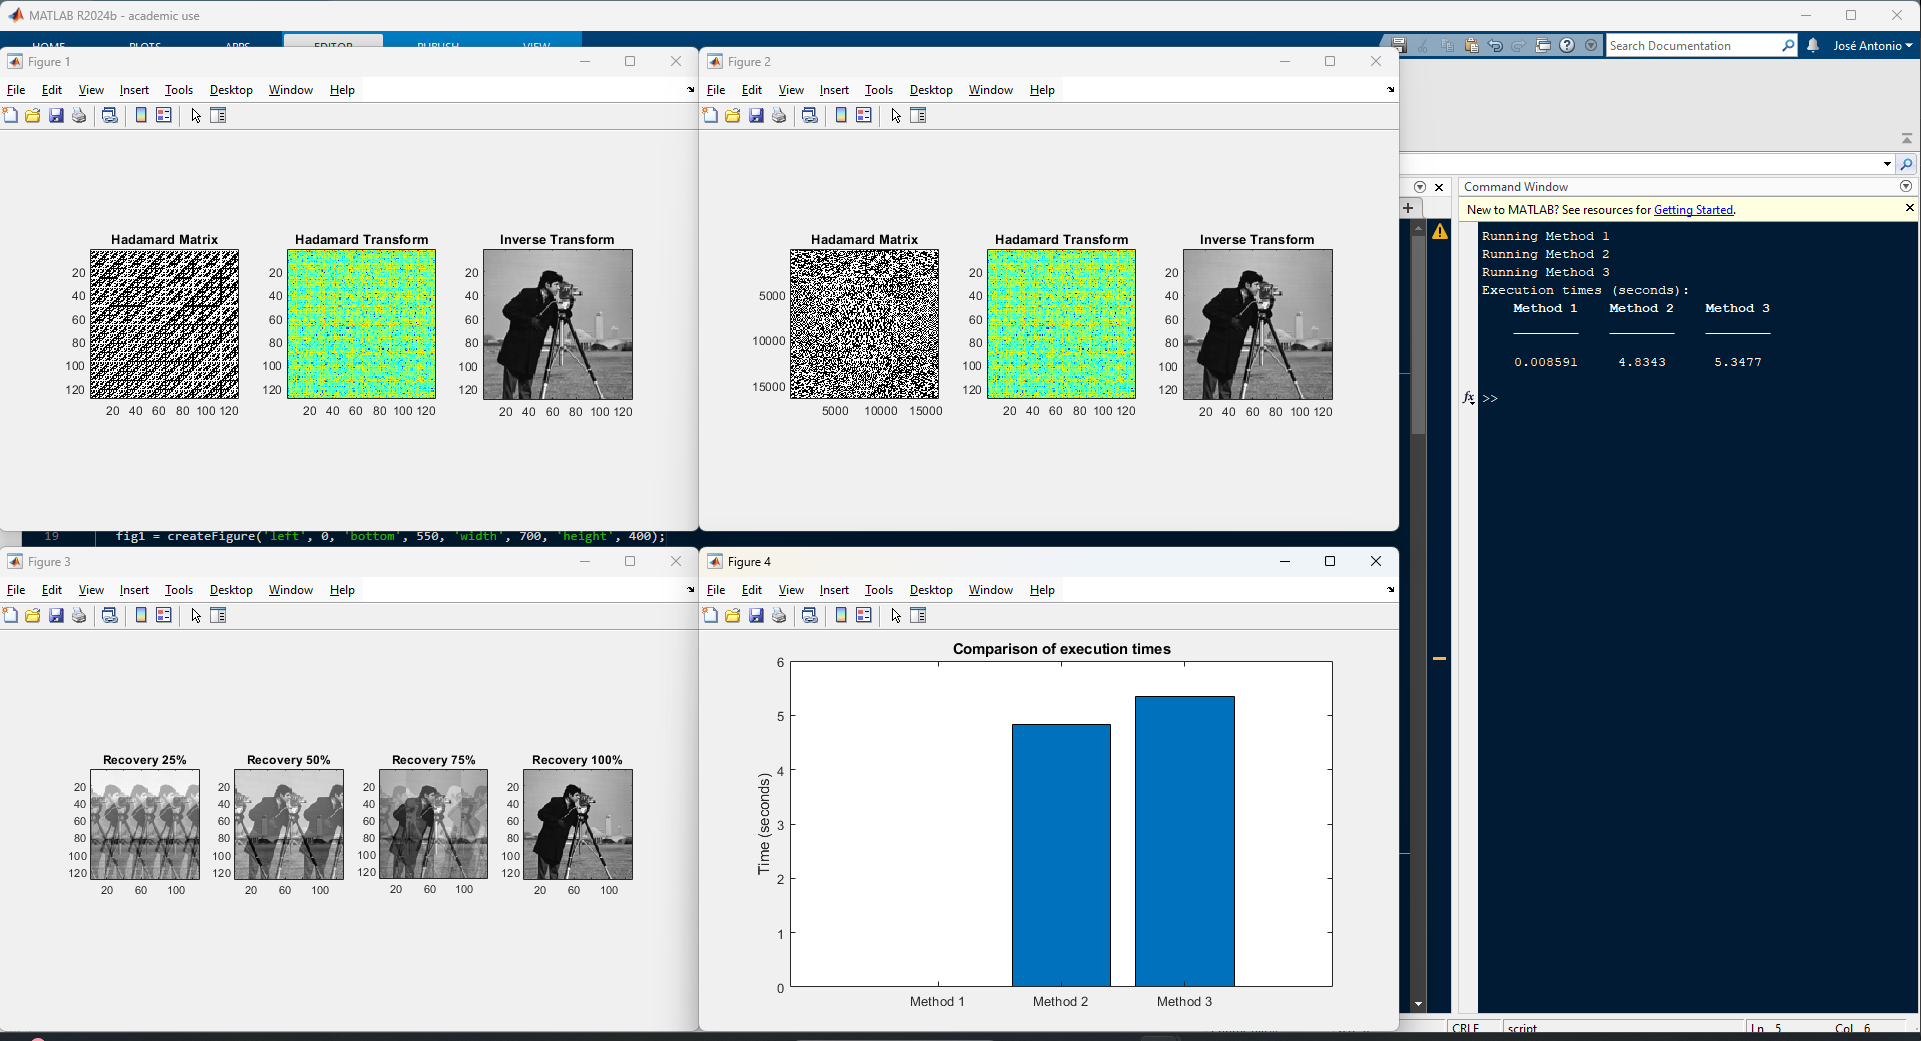 MATLAB R2024b - academic use
HOME PLOTS APPS EDITOR PUBLISH VIEW
Search Documentation
José Antonio
Figure 1
File Edit View Insert Tools Desktop Window Help
Hadamard Matrix
20
40
60
80
100
120
20 40 60 80 100 120
Hadamard Transform
20
40
60
80
100
120
20 40 60 80 100 120
Inverse Transform
20
40
60
80
100
120
20 40 60 80 100 120
Figure 2
File Edit View Insert Tools Desktop Window Help
Hadamard Matrix
5000
10000
15000
5000 10000 15000
Hadamard Transform
20
40
60
80
100
120
20 40 60 80 100 120
Inverse Transform
20
40
60
80
100
120
20 40 60 80 100 120
19 fig1 = createFigure('left', 0, 'bottom', 550, 'width', 700, 'height', 400);
Figure 3
File Edit View Insert Tools Desktop Window Help
Recovery 25%
20
40
60
80
100
120
20 60 100
Recovery 50%
20
40
60
80
100
120
20 60 100
Recovery 75%
20
40
60
80
100
120
20 60 100
Recovery 100%
20
40
60
80
100
120
20 60 100
Figure 4
File Edit View Insert Tools Desktop Window Help
Comparison of execution times
Time (seconds)
6
5
4
3
2
1
0
Method 1 Method 2 Method 3
Command Window
New to MATLAB? See resources for Getting Started.
Running Method 1
Running Method 2
Running Method 3
Execution times (seconds):
Method 1 Method 2 Method 3
0.008591 4.8343 5.3477
fx >>
CRLF script Ln 5 Col 6